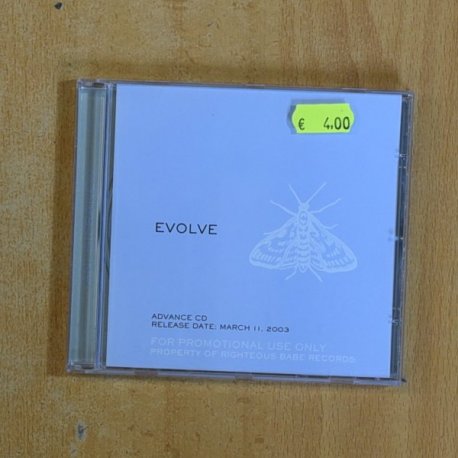 € 4.00
EVOLVE
ADVANCE CD
RELEASE DATE: MARCH 11, 2003
FOR PROMOTIONAL USE ONLY
PROPERTY OF RIGHTEOUS BABE RECORDS